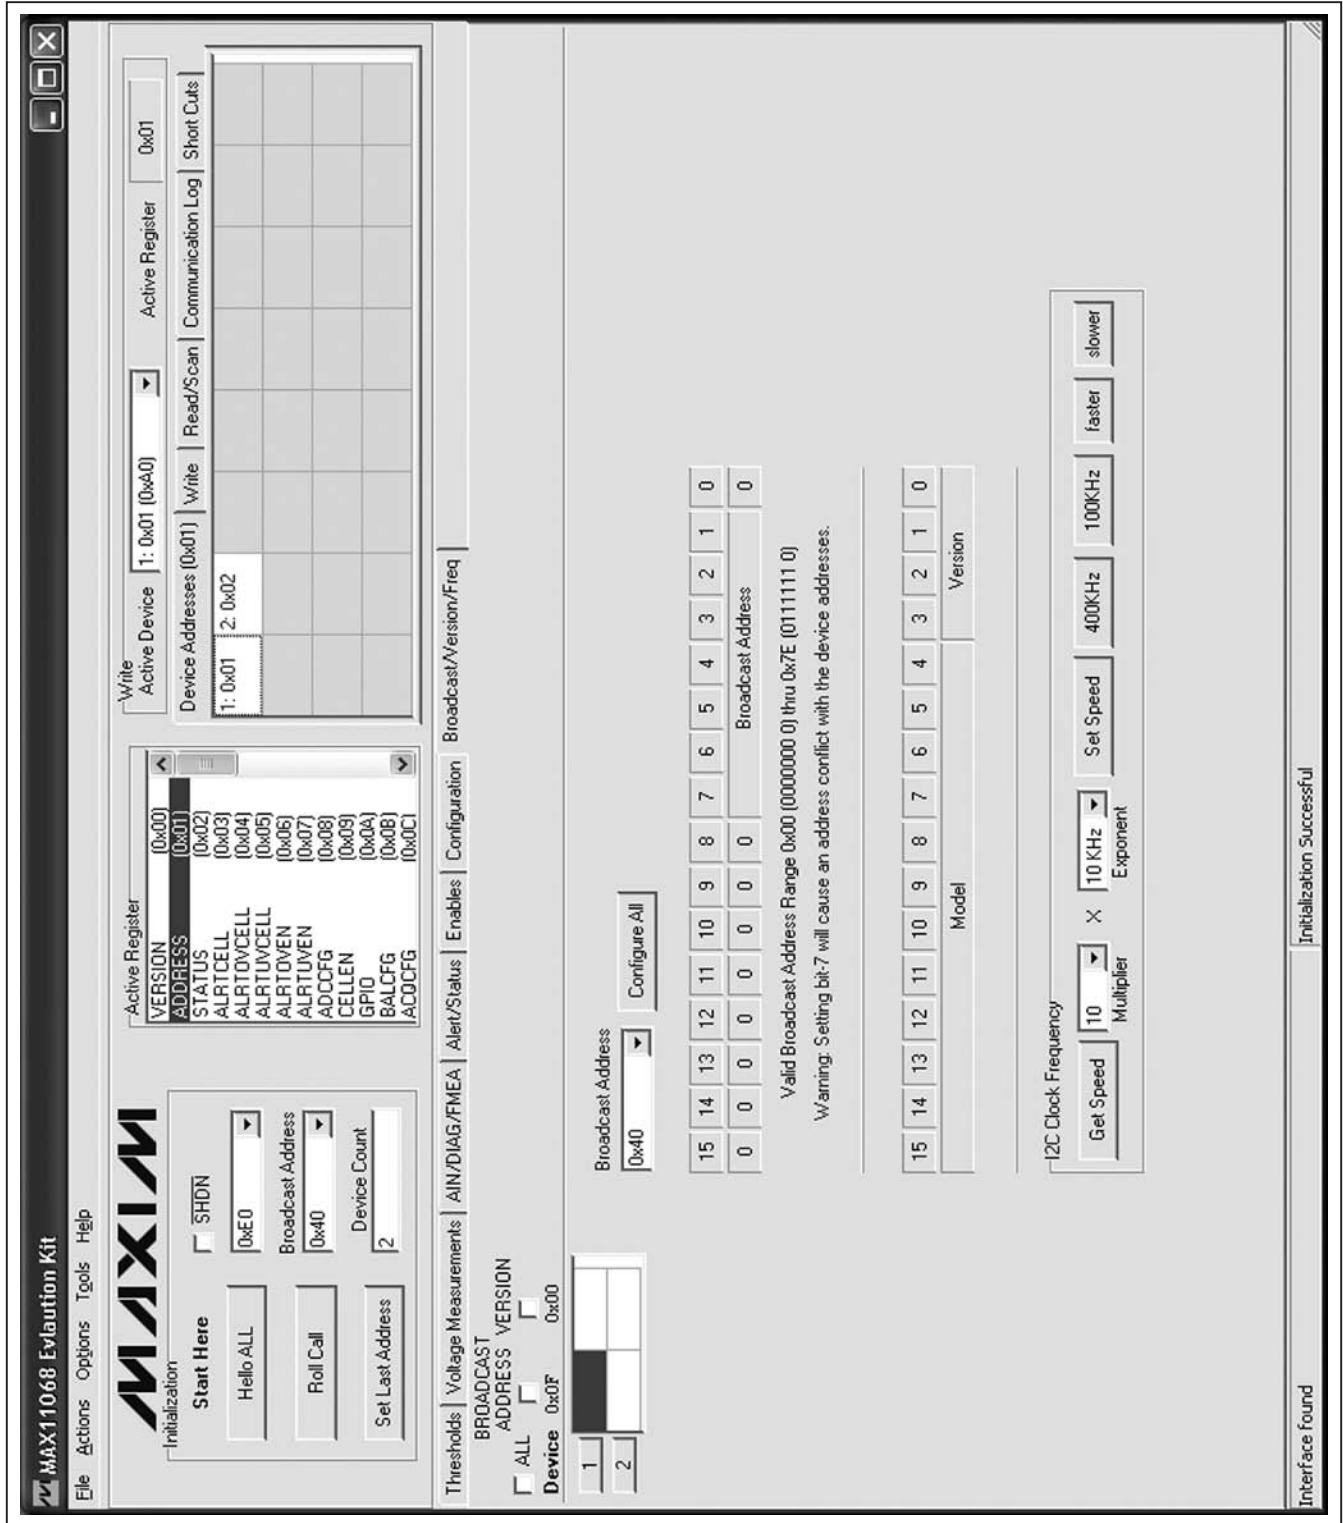 MAX11068 Evlaution Kit
File Actions Options Tools Help
MAXIM
Initialization
Start Here
SHDN
Hello ALL
0xE0
Broadcast Address
Roll Call
0x40
Device Count
Set Last Address
2
Active Register
VERSION (0x00)
ADDRESS (0x01)
STATUS (0x02)
ALRTCELL (0x03)
ALRTOVCELL (0x04)
ALRTUVCELL (0x05)
ALRTOVEN (0x06)
ALRTUVEN (0x07)
ADCCFG (0x08)
CELLEN (0x09)
GPIO (0x0A)
BALCFG (0x0B)
ACQCFG (0x0C)
Write
Active Device 1: 0x01 (0xA0) Active Register 0x01
Device Addresses (0x01) Write Read/Scan Communication Log Short Cuts
1: 0x01 2: 0x02
Thresholds Voltage Measurements AIN/DIAG/FMEA Alert/Status Enables Configuration Broadcast/Version/Freq
BROADCAST
ADDRESS VERSION
ALL
Device 0x0F 0x00
1
2
Broadcast Address
0x40 Configure All
15 14 13 12 11 10 9 8 7 6 5 4 3 2 1 0
0 0 0 0 0 0 0 0 Broadcast Address 0
Valid Broadcast Address Range 0x00 (0000000 0) thru 0x7E (0111111 0)
Warning: Setting bit-7 will cause an address conflict with the device addresses.
15 14 13 12 11 10 9 8 7 6 5 4 3 2 1 0
Model Version
I2C Clock Frequency
Get Speed 10 X 10 KHz Set Speed 400KHz 100KHz faster slower
Multiplier Exponent
Interface Found Initialization Successful